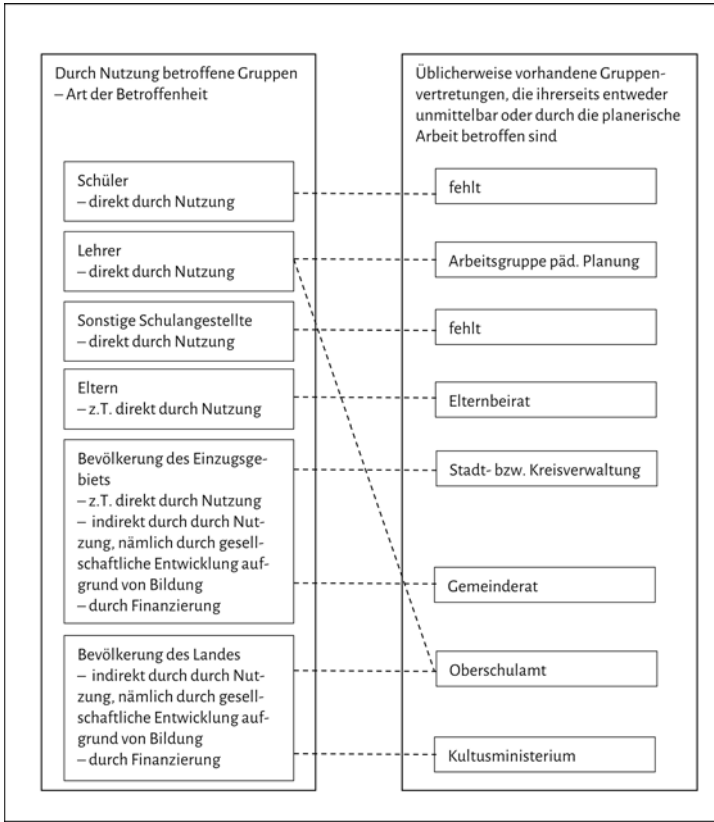 Durch Nutzung betroffene Gruppen
– Art der Betroffenheit
Schüler
– direkt durch Nutzung
Lehrer
– direkt durch Nutzung
Sonstige Schulangestellte
– direkt durch Nutzung
Eltern
– z.T. direkt durch Nutzung
Bevölkerung des Einzugsge-
biets
– z.T. direkt durch Nutzung
– indirekt durch durch Nut-
zung, nämlich durch gesell-
schaftliche Entwicklung auf-
grund von Bildung
– durch Finanzierung
Bevölkerung des Landes
– indirekt durch durch Nut-
zung, nämlich durch gesell-
schaftliche Entwicklung auf-
grund von Bildung
– durch Finanzierung
Üblicherweise vorhandene Gruppen-
vertretungen, die ihrerseits entweder
unmittelbar oder durch die planerische
Arbeit betroffen sind
fehlt
Arbeitsgruppe päd. Planung
fehlt
Elternbeirat
Stadt- bzw. Kreisverwaltung
Gemeinderat
Oberschulamt
Kultusministerium